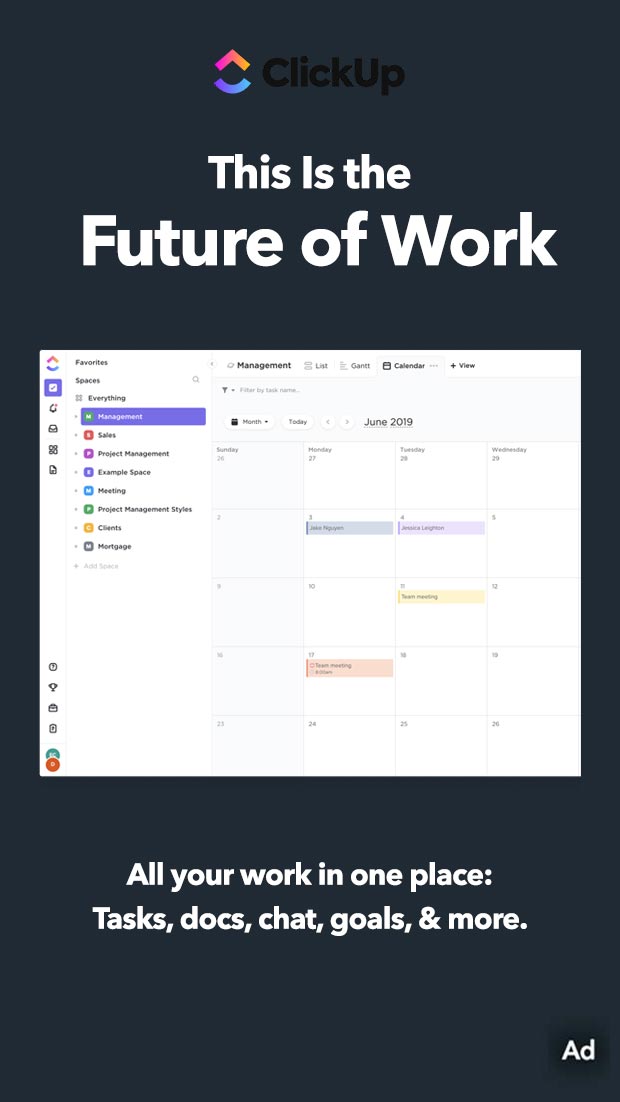 ClickUp
This Is the
Future of Work
Favorites
Spaces
Everything
M Management
S Sales
P Project Management
E Example Space
M Meeting
P Project Management Styles
C Clients
M Mortgage
+ Add Space
EC
D
Management List Gantt Calendar ··· + View
Filter by task name...
Month Today < > June 2019
Sunday Monday Tuesday Wednesday
26 27 28 29
2 3 4 5
Jake Nguyen Jessica Leighton
9 10 11 12
Team meeting
16 17 18 19
Team meeting
8:00am
23 24 25 26
All your work in one place:
Tasks, docs, chat, goals, & more.
Ad